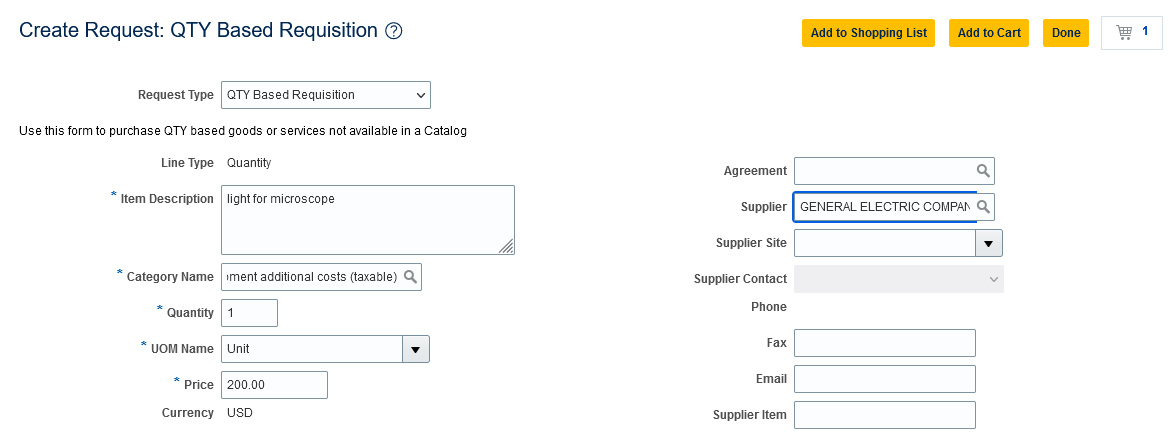 Create Request: QTY Based Requisition
Add to Shopping List
Add to Cart
Done
1
Request Type QTY Based Requisition
Use this form to purchase QTY based goods or services not available in a Catalog
Line Type Quantity
* Item Description light for microscope
* Category Name additional costs (taxable)
* Quantity 1
* UOM Name Unit
* Price 200.00
Currency USD
Agreement
Supplier GENERAL ELECTRIC COMPAN
Supplier Site
Supplier Contact
Phone
Fax
Email
Supplier Item